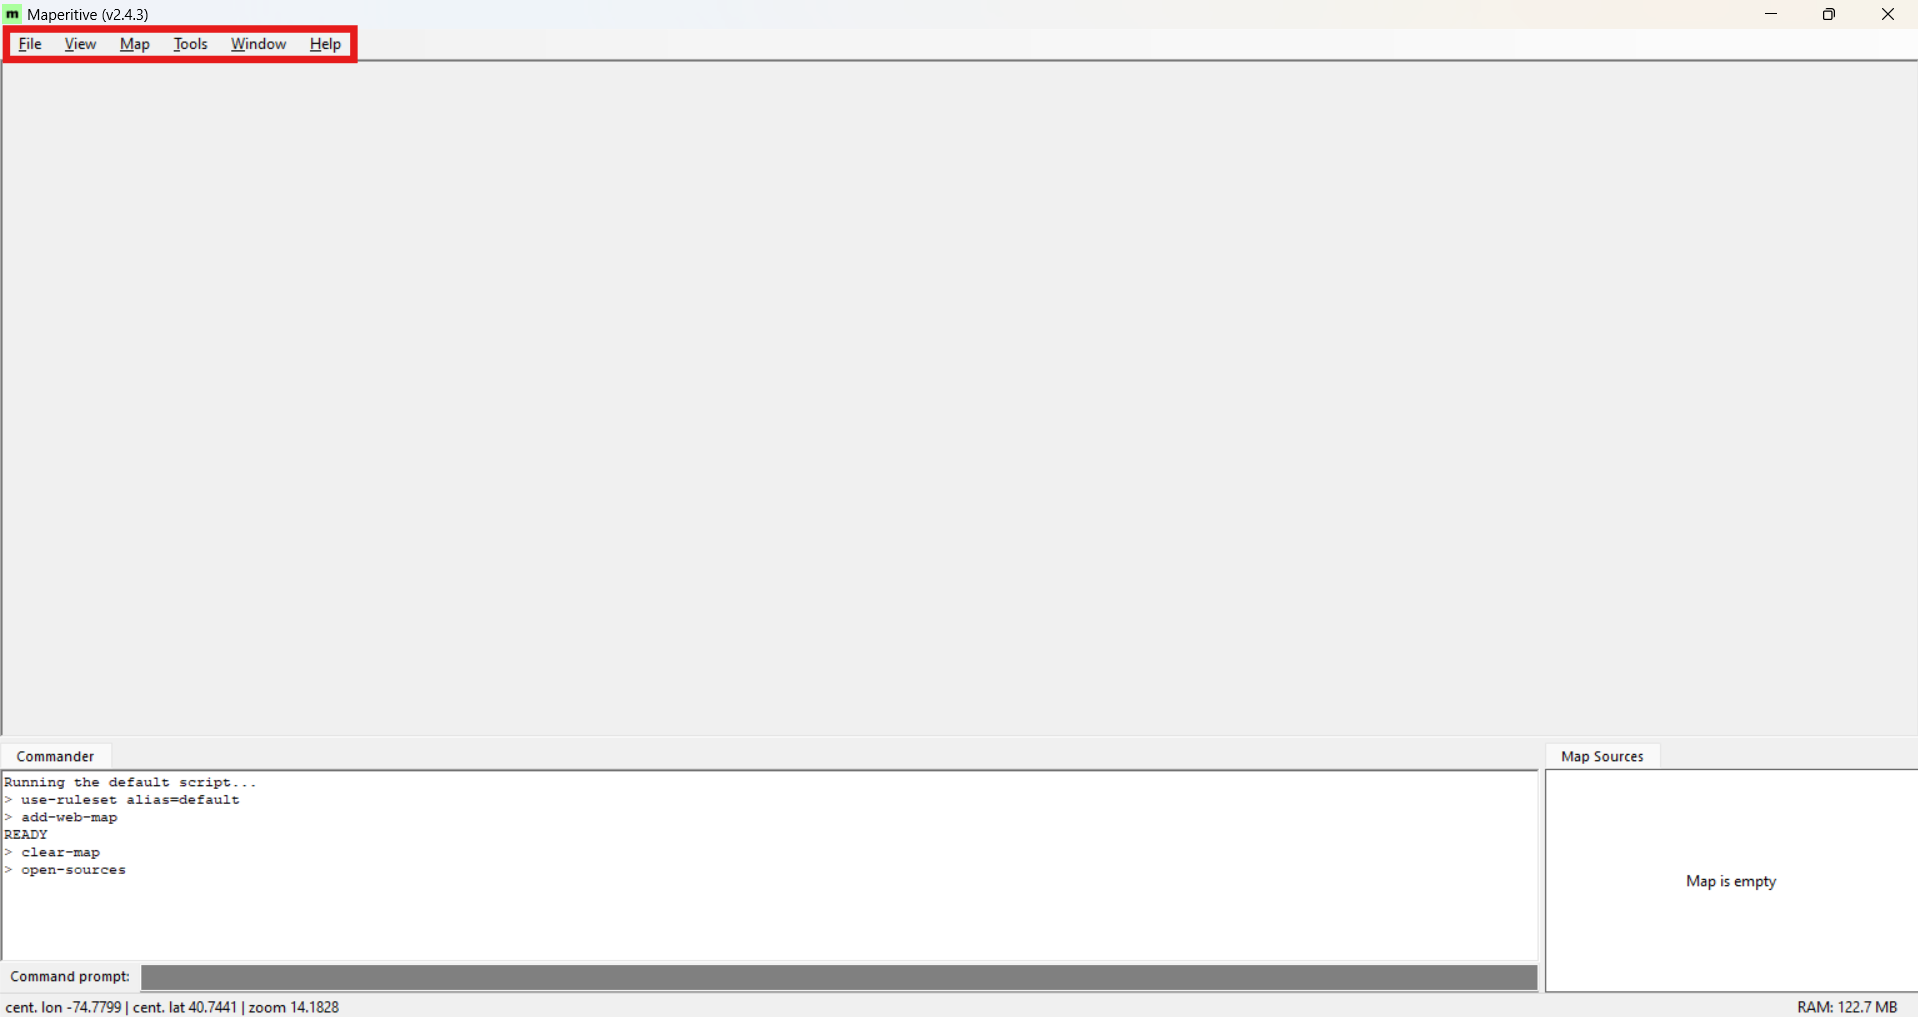 m Maperitive (v2.4.3)
File View Map Tools Window Help
Commander
Running the default script...
> use-ruleset alias=default
> add-web-map
READY
> clear-map
> open-sources
Command prompt:
Map Sources
Map is empty
cent. lon -74.7799 | cent. lat 40.7441 | zoom 14.1828
RAM: 122.7 MB